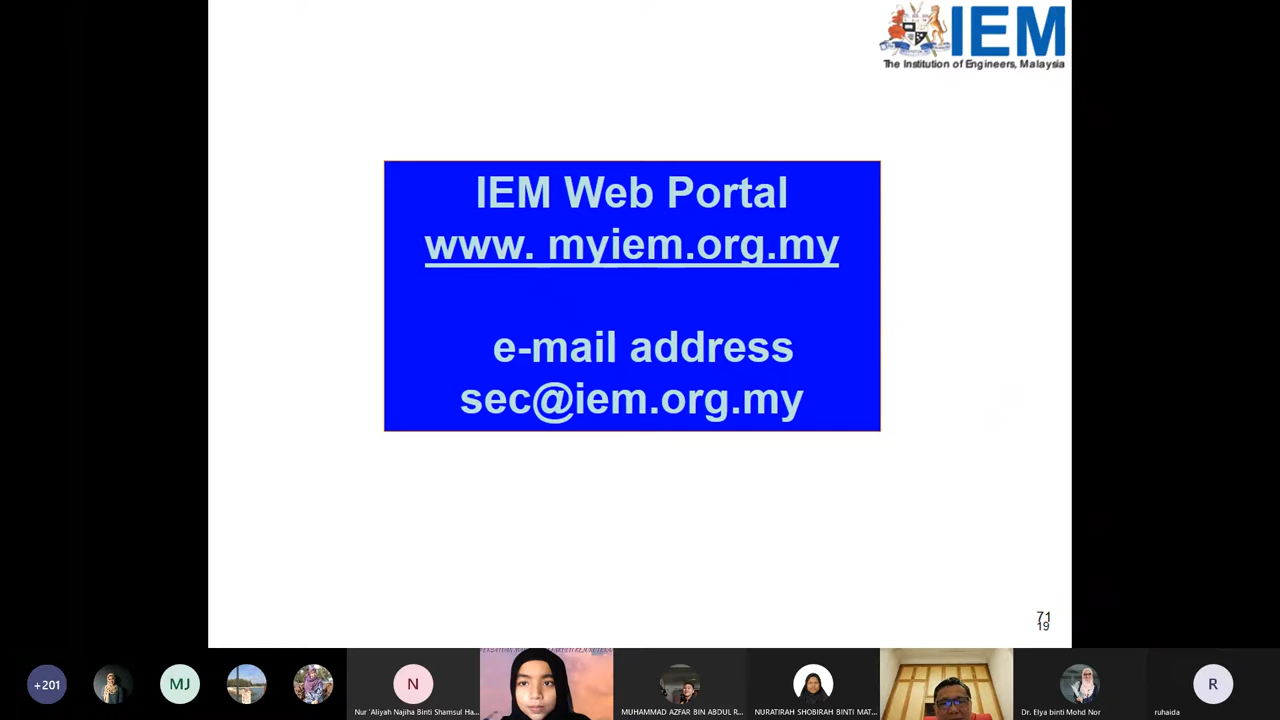 IEM
The Institution of Engineers, Malaysia
IEM Web Portal
www. myiem.org.my
e-mail address
sec@iem.org.my
71
19
+201
MJ
N
Nur 'Aliyah Najiha Binti Shamsul Ha...
MUHAMMAD AZFAR BIN ABDUL R...
NURATIRAH SHOBIRAH BINTI MAT...
Dr. Elya binti Mohd Nor
R
ruhaida